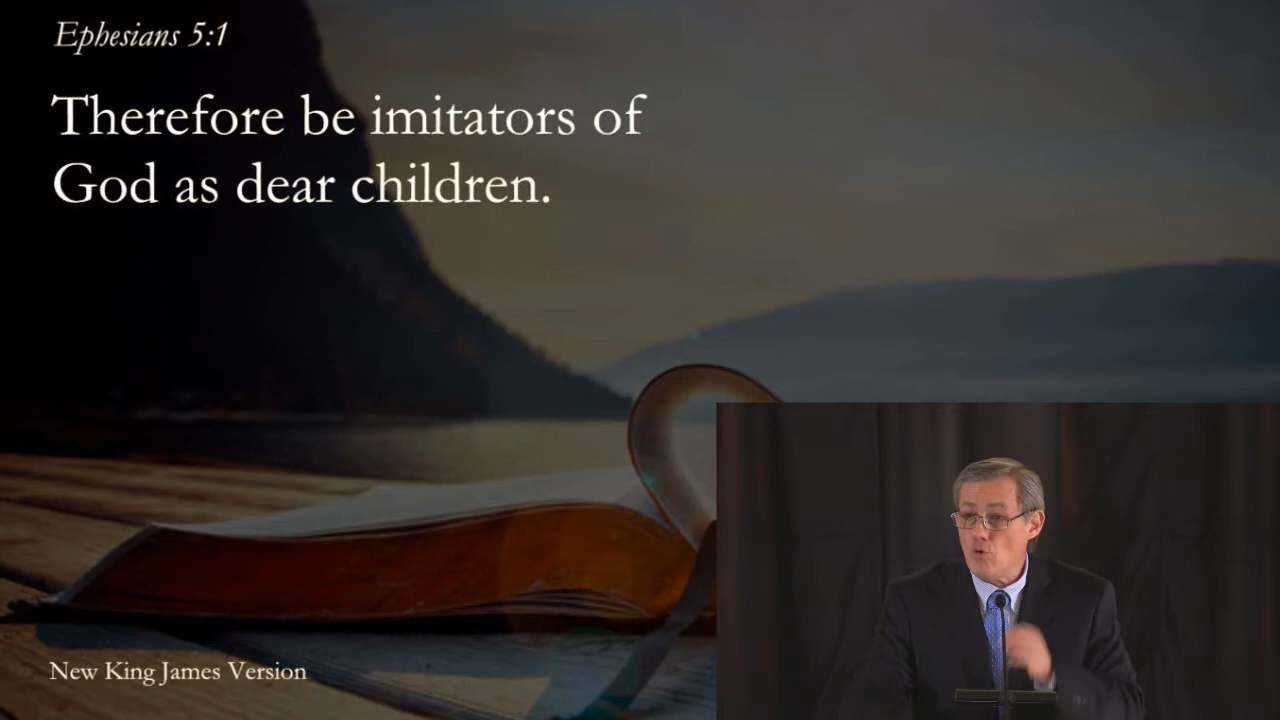 Ephesians 5:1
Therefore be imitators of
God as dear children.
New King James Version